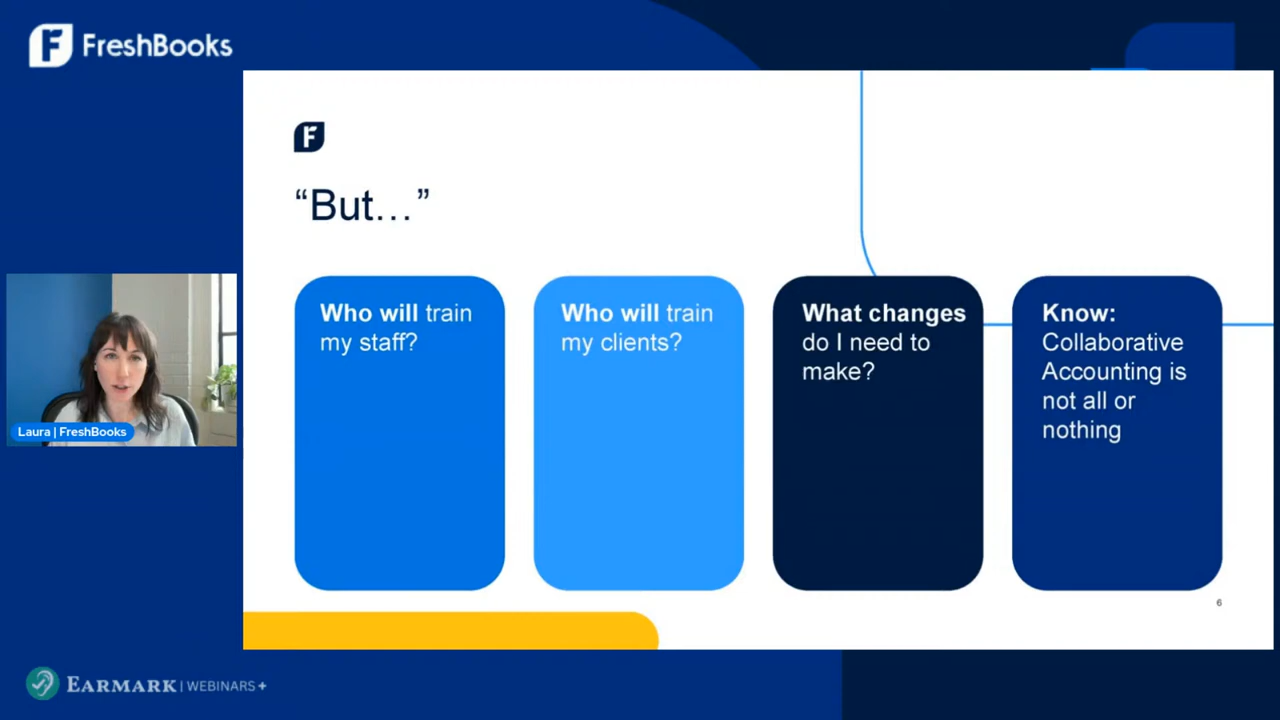 FreshBooks
F
“But…”
Who will train
my staff?
Who will train
my clients?
What changes
do I need to
make?
Know:
Collaborative
Accounting is
not all or
nothing
6
Laura | FreshBooks
EARMARK | WEBINARS +